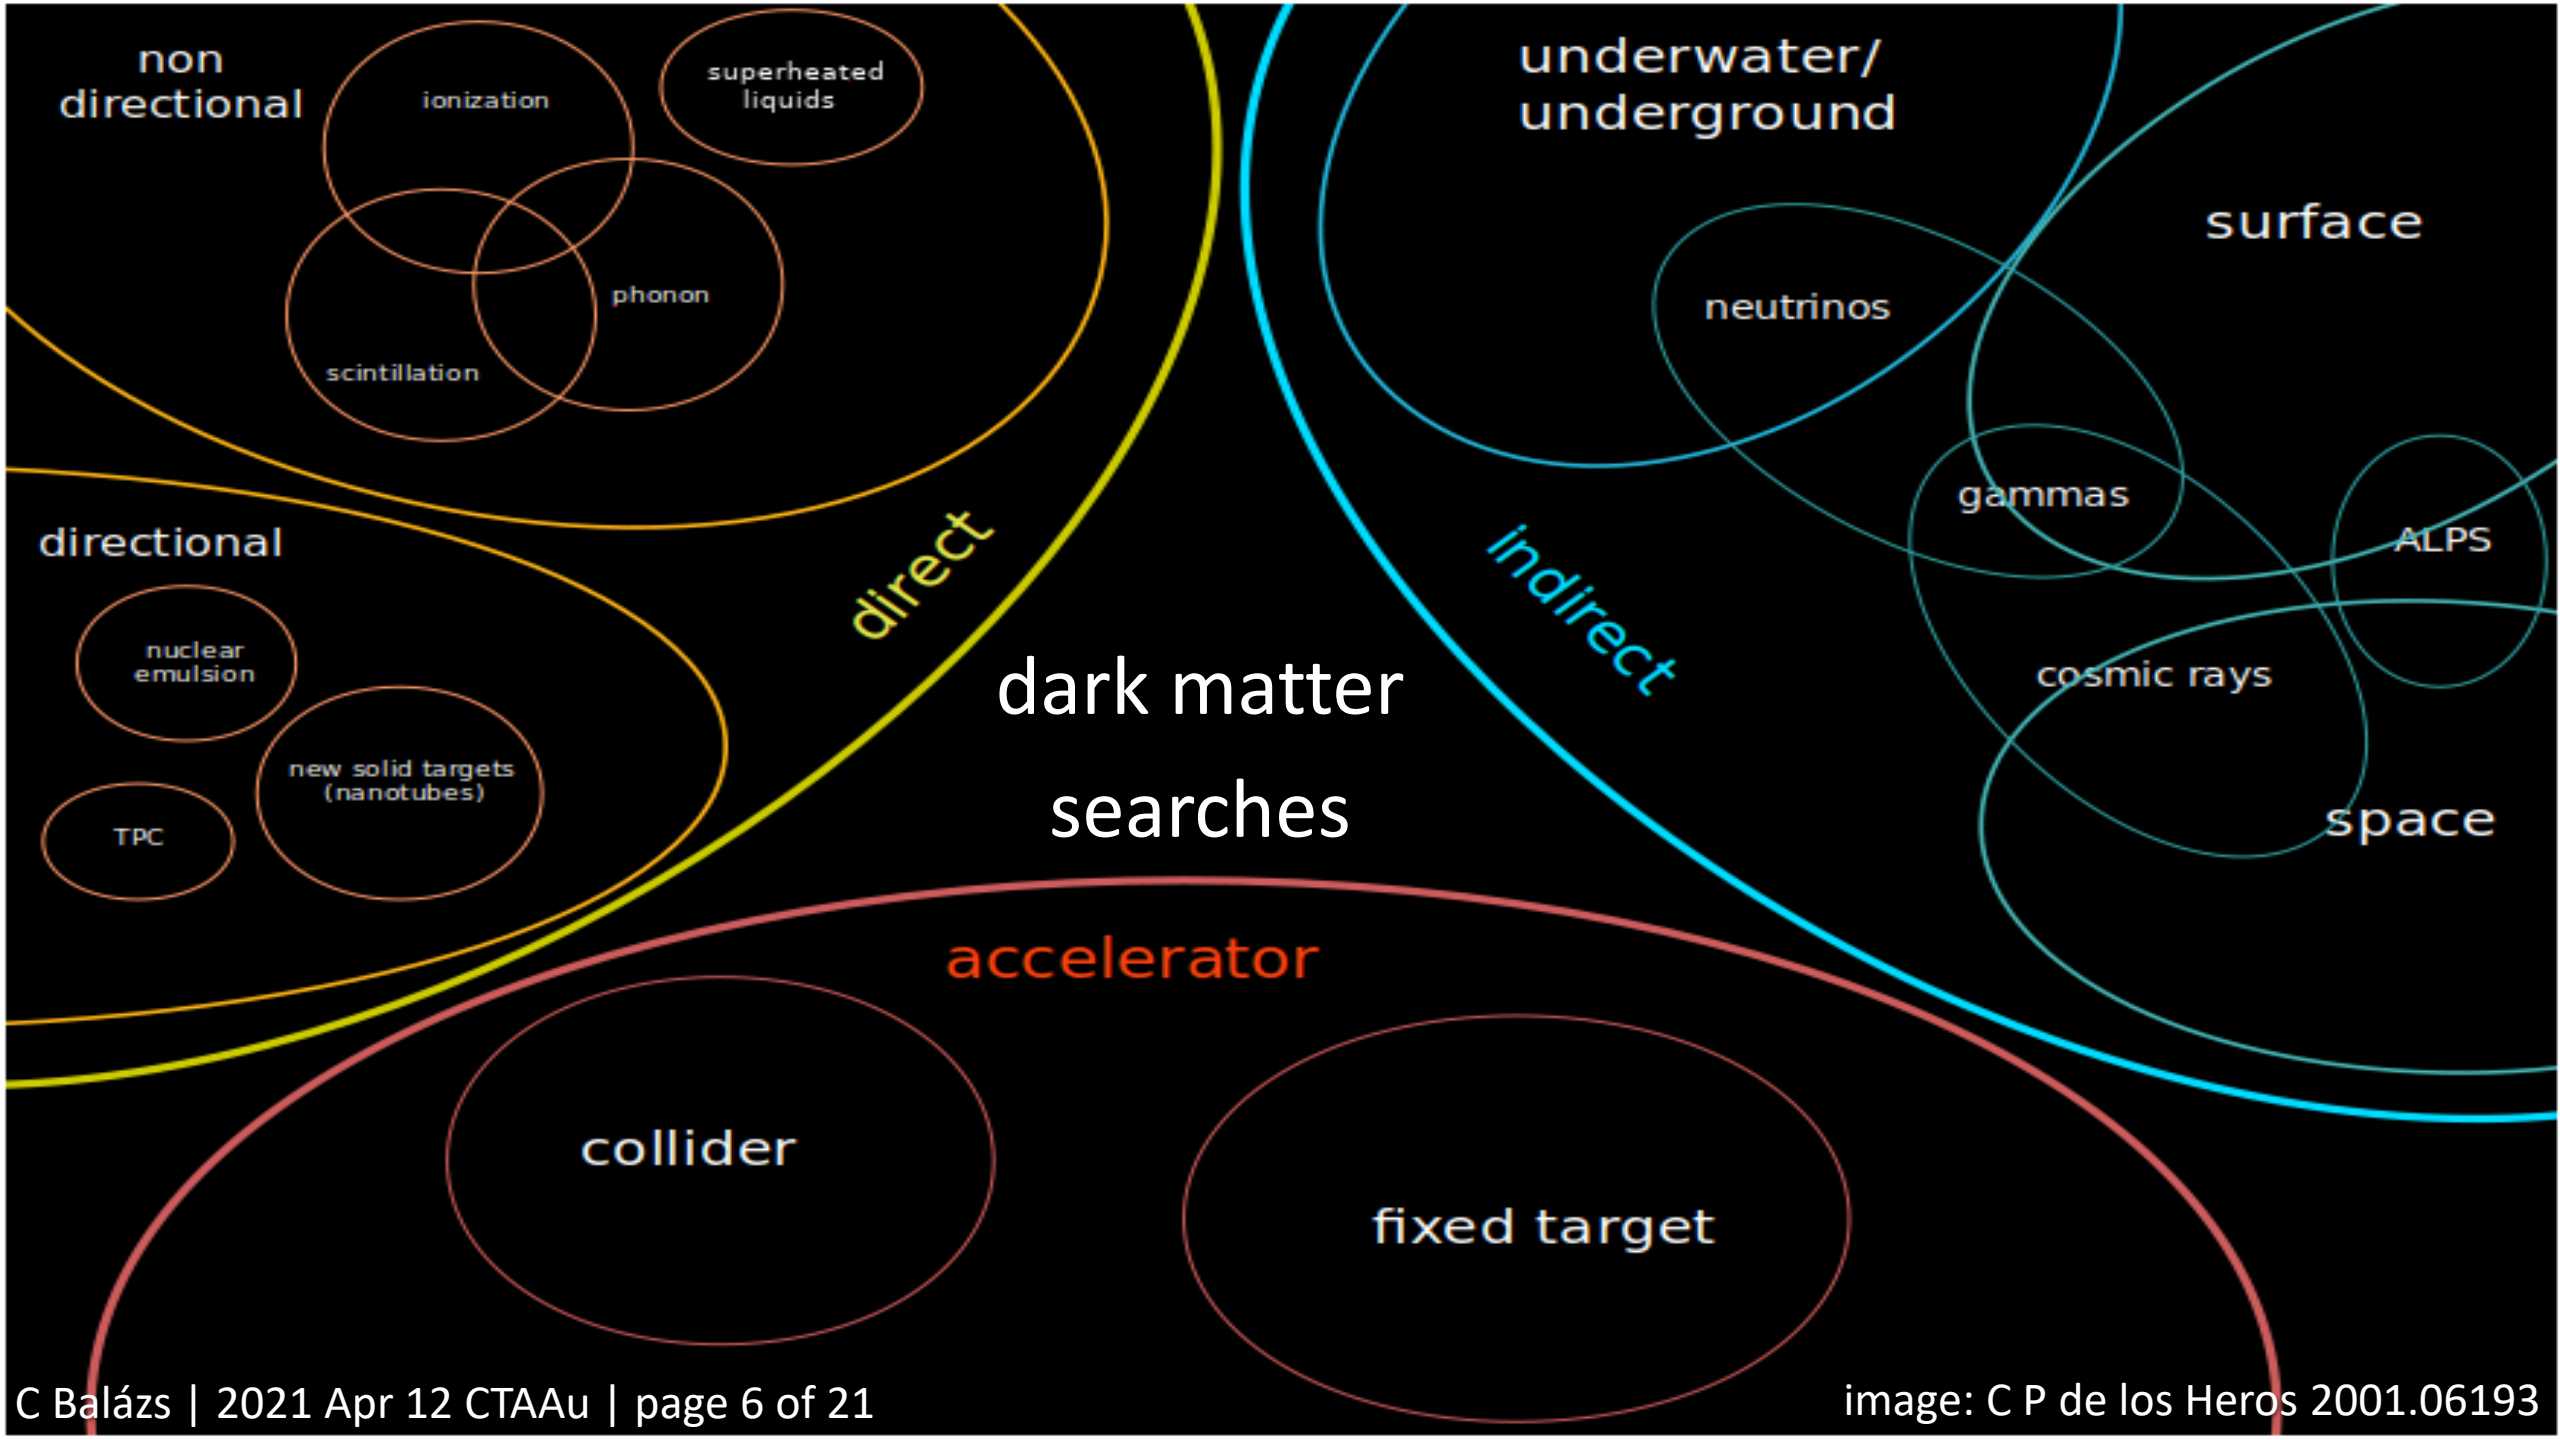 non
directional
ionization
superheated
liquids
phonon
scintillation
directional
nuclear
emulsion
new solid targets
(nanotubes)
TPC
direct
dark matter
searches
indirect
underwater/
underground
surface
neutrinos
gammas
ALPS
cosmic rays
space
accelerator
collider
fixed target
C Balázs | 2021 Apr 12 CTAAu | page 6 of 21
image: C P de los Heros 2001.06193